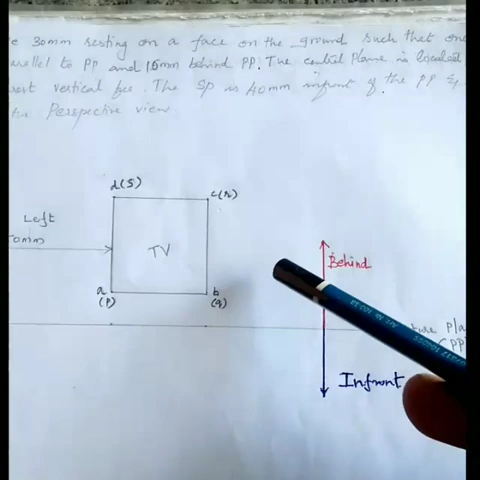 30mm resting on a face on the ground such that one
to PP and 15mm behind PP. The central plane is located
vertical face. The SP is 40mm infront of the PP &
Perspective view.
d(s)
c(r)
Left
TV
a
(p)
b
(q)
Behind
Infront